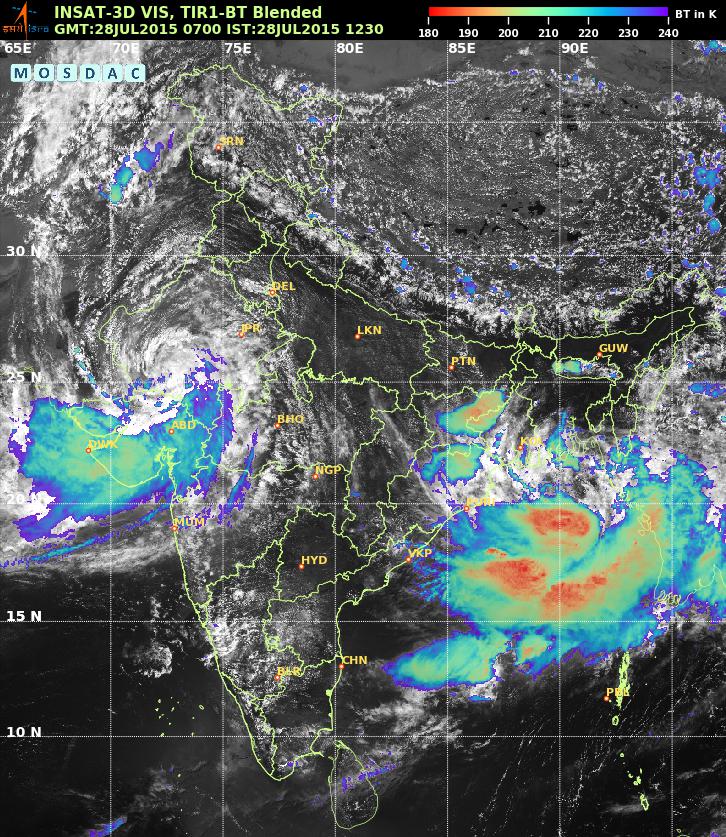 INSAT-3D VIS, TIR1-BT Blended
GMT:28JUL2015 0700 IST:28JUL2015 1230
BT in K
180 190 200 210 220 230 240
65E 70E 75E 80E 85E 90E
MOSDAC
SRN
30 N
DEL
JPR
LKN
GUW
PTN
25 N
BHO
ABD
DWK
KOL
NGP
20 N
PURI
MUM
VKP
HYD
15 N
CHN
BLR
PBL
10 N